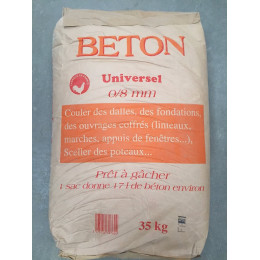 BETON
Universel
0/8 mm
Couler des dalles, des fondations,
des ouvrages coffrés (linteaux,
marches, appuis de fenêtres...),
Sceller des poteaux...
Prêt à gâcher
1 sac donne 17 l de béton environ
35 kg